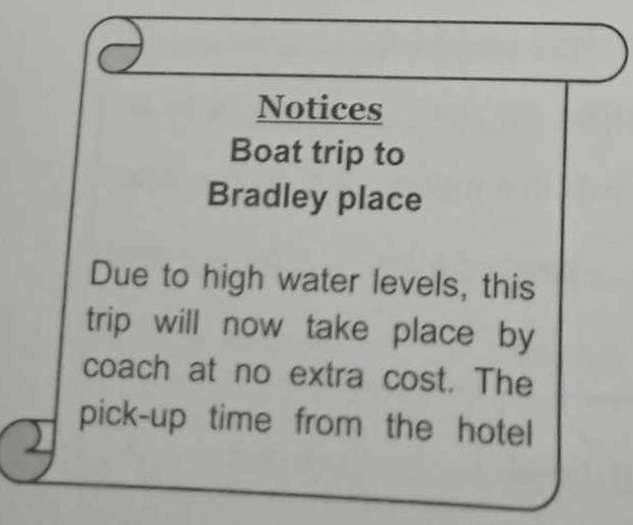 Notices
Boat trip to
Bradley place
Due to high water levels, this
trip will now take place by
coach at no extra cost. The
pick-up time from the hotel